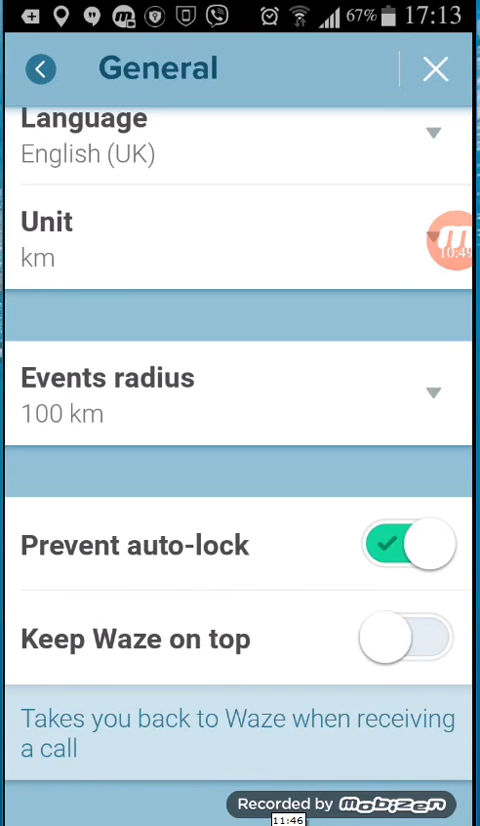 67% 17:13
General
Language
English (UK)
Unit
km
10:49
Events radius
100 km
Prevent auto-lock
Keep Waze on top
Takes you back to Waze when receiving
a call
Recorded by mobizen
11:46